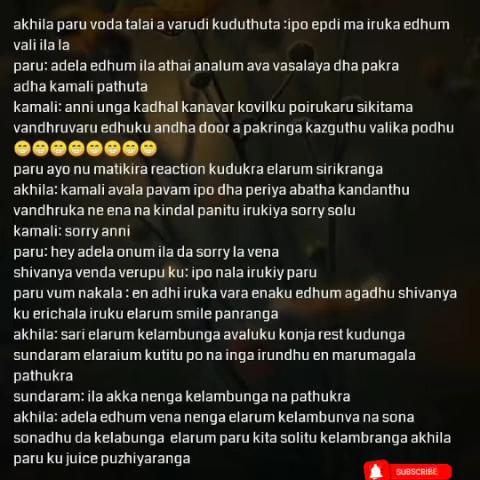 akhila paru voda talai a varudi kuduthuta :ipo epdi ma iruka edhum
vali ila la
paru: adela edhum ila athai analum ava vasalaya dha pakra
adha kamali pathuta
kamali: anni unga kadhal kanavar kovilku poirukaru sikitama
vandhruvaru edhuku andha door a pakringa kazguthu valika podhu
😁😁😁😁😁😁😁😁
paru ayo nu matikira reaction kudukra elarum sirikranga
akhila: kamali avala pavam ipo dha periya abatha kandanthu
vandhruka ne ena na kindal panitu irukiya sorry solu
kamali: sorry anni
paru: hey adela onum ila da sorry la vena
shivanya venda verupu ku: ipo nala irukiy paru
paru vum nakala : en adhi iruka vara enaku edhum agadhu shivanya
ku erichala iruku elarum smile panranga
akhila: sari elarum kelambunga avaluku konja rest kudunga
sundaram elaraium kutitu po na inga irundhu en marumagala
pathukra
sundaram: ila akka nenga kelambunga na pathukra
akhila: adela edhum vena nenga elarum kelambunva na sona
sonadhu da kelabunga elarum paru kita solitu kelambranga akhila
paru ku juice puzhiyaranga
SUBSCRIBE